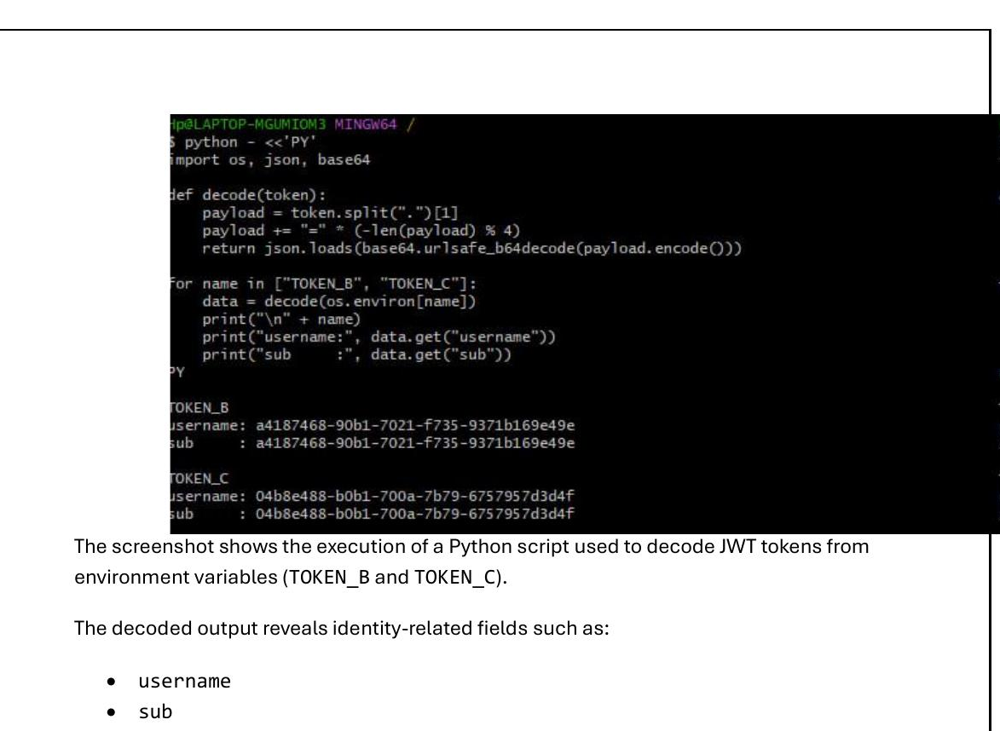 Hp@LAPTOP-MGUMIOM3 MINGW64 /
$ python - <<'PY'
import os, json, base64
def decode(token):
    payload = token.split(".")[1]
    payload += "=" * (-len(payload) % 4)
    return json.loads(base64.urlsafe_b64decode(payload.encode()))
for name in ["TOKEN_B", "TOKEN_C"]:
    data = decode(os.environ[name])
    print("\n" + name)
    print("username:", data.get("username"))
    print("sub     :", data.get("sub"))
PY
TOKEN_B
username: a4187468-90b1-7021-f735-9371b169e49e
sub     : a4187468-90b1-7021-f735-9371b169e49e
TOKEN_C
username: 04b8e488-b0b1-700a-7b79-6757957d3d4f
sub     : 04b8e488-b0b1-700a-7b79-6757957d3d4f
The screenshot shows the execution of a Python script used to decode JWT tokens from
environment variables (TOKEN_B and TOKEN_C).
The decoded output reveals identity-related fields such as:
• username
• sub